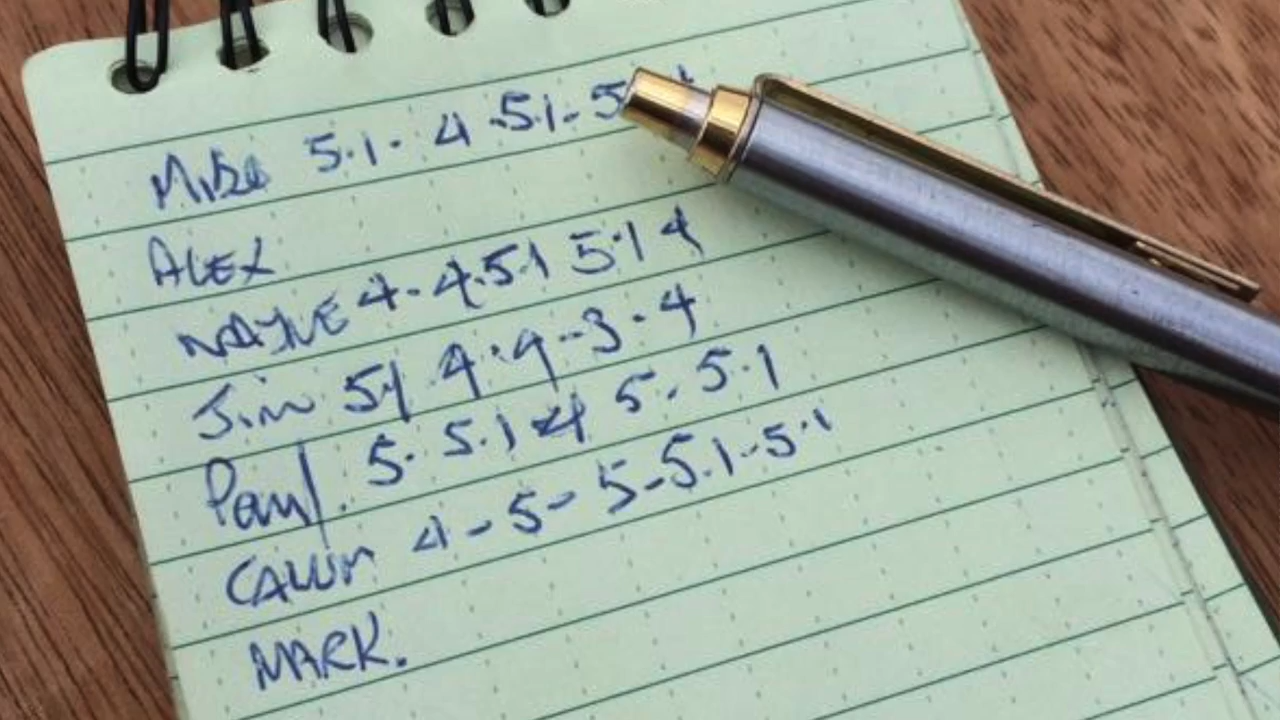 Mike 5.1. 4 .5.1.. 5
ALEX
WAYNE 4. 4.5.1 5.1 4
Jim 51 4.4..3.4
Paul. 5. 5.1 4 5. 5.1
CALUM 4 - 5 - 5-5.1-5.1
MARK.